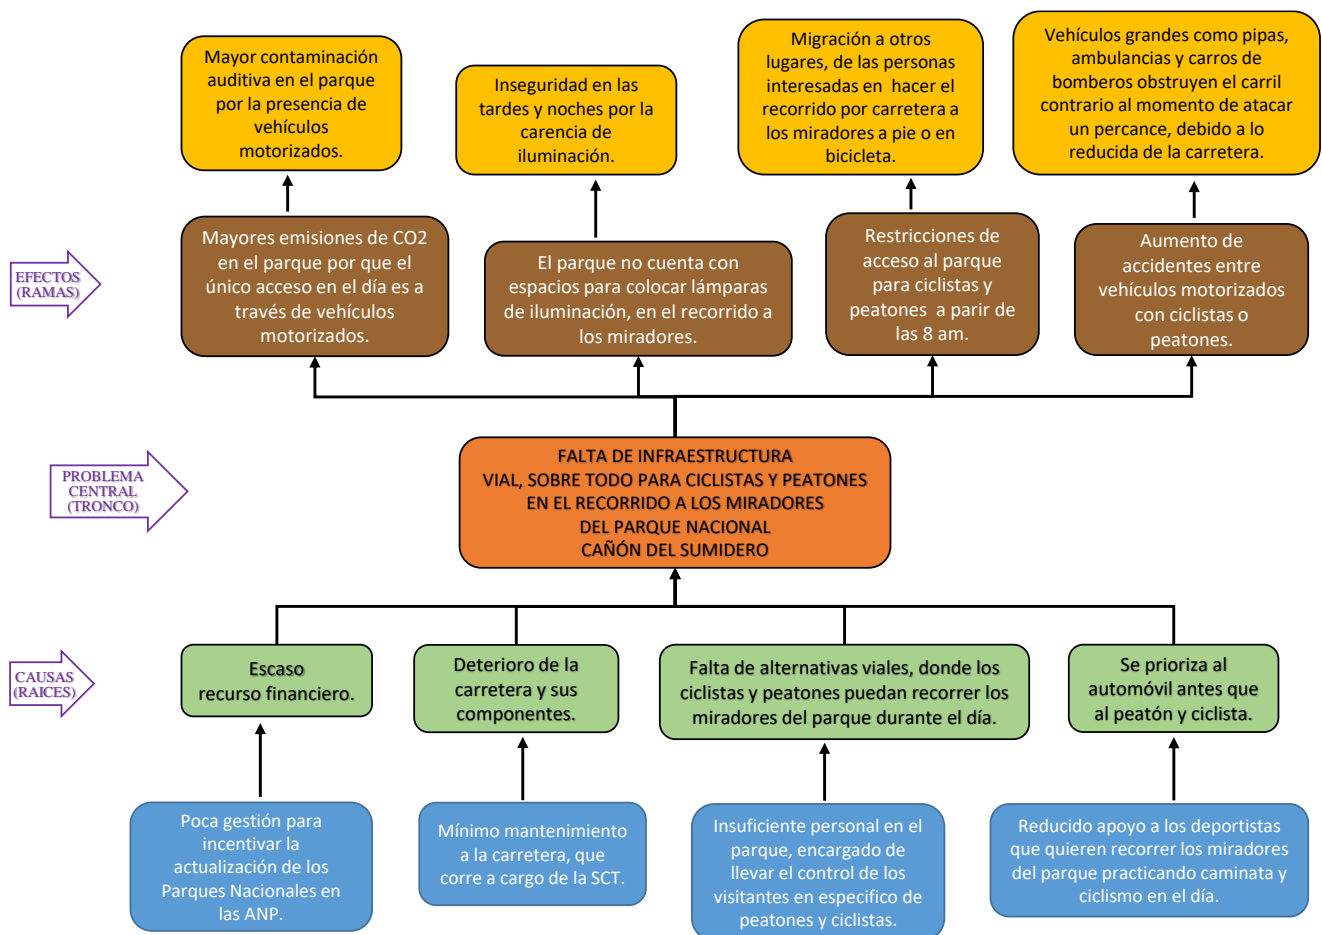 Mayor contaminación
auditiva en el parque
por la presencia de
vehículos
motorizados.
Inseguridad en las
tardes y noches por la
carencia de
iluminación.
Migración a otros
lugares, de las personas
interesadas en hacer el
recorrido por carretera a
los miradores a pie o en
bicicleta.
Vehículos grandes como pipas,
ambulancias y carros de
bomberos obstruyen el carril
contrario al momento de atacar
un percance, debido a lo
reducida de la carretera.
EFECTOS
(RAMAS)
Mayores emisiones de CO2
en el parque por que el
único acceso en el día es a
través de vehículos
motorizados.
El parque no cuenta con
espacios para colocar lámparas
de iluminación, en el recorrido a
los miradores.
Restricciones de
acceso al parque
para ciclistas y
peatones a parir de
las 8 am.
Aumento de
accidentes entre
vehículos motorizados
con ciclistas o
peatones.
PROBLEMA
CENTRAL
(TRONCO)
FALTA DE INFRAESTRUCTURA
VIAL, SOBRE TODO PARA CICLISTAS Y PEATONES
EN EL RECORRIDO A LOS MIRADORES
DEL PARQUE NACIONAL
CAÑÓN DEL SUMIDERO
CAUSAS
(RAICES)
Escaso
recurso financiero.
Deterioro de la
carretera y sus
componentes.
Falta de alternativas viales, donde los
ciclistas y peatones puedan recorrer los
miradores del parque durante el día.
Se prioriza al
automóvil antes que
al peatón y ciclista.
Poca gestión para
incentivar la
actualización de los
Parques Nacionales en
las ANP.
Mínimo mantenimiento
a la carretera, que
corre a cargo de la SCT.
Insuficiente personal en el
parque, encargado de
llevar el control de los
visitantes en especifico de
peatones y ciclistas.
Reducido apoyo a los deportistas
que quieren recorrer los miradores
del parque practicando caminata y
ciclismo en el día.